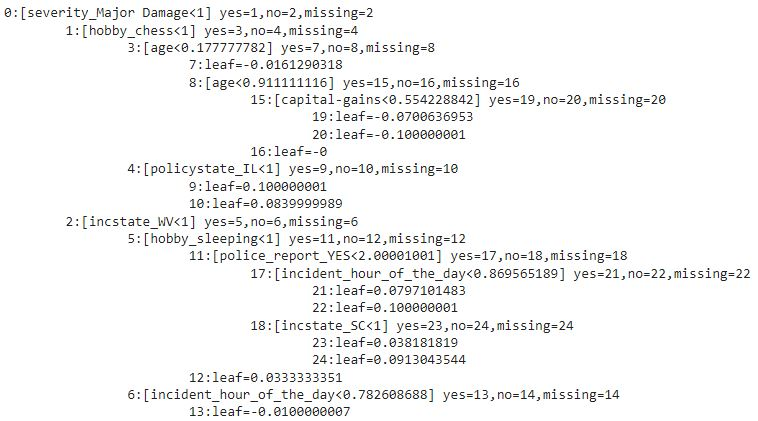 0:[severity_Major Damage<1] yes=1,no=2,missing=2
1:[hobby_chess<1] yes=3,no=4,missing=4
3:[age<0.177777782] yes=7,no=8,missing=8
7:leaf=-0.0161290318
8:[age<0.911111116] yes=15,no=16,missing=16
15:[capital-gains<0.554228842] yes=19,no=20,missing=20
19:leaf=-0.0700636953
20:leaf=-0.100000001
16:leaf=-0
4:[policystate_IL<1] yes=9,no=10,missing=10
9:leaf=0.100000001
10:leaf=0.0839999989
2:[incstate_WV<1] yes=5,no=6,missing=6
5:[hobby_sleeping<1] yes=11,no=12,missing=12
11:[police_report_YES<2.00001001] yes=17,no=18,missing=18
17:[incident_hour_of_the_day<0.869565189] yes=21,no=22,missing=22
21:leaf=0.0797101483
22:leaf=0.100000001
18:[incstate_SC<1] yes=23,no=24,missing=24
23:leaf=0.038181819
24:leaf=0.0913043544
12:leaf=0.0333333351
6:[incident_hour_of_the_day<0.782608688] yes=13,no=14,missing=14
13:leaf=-0.0100000007